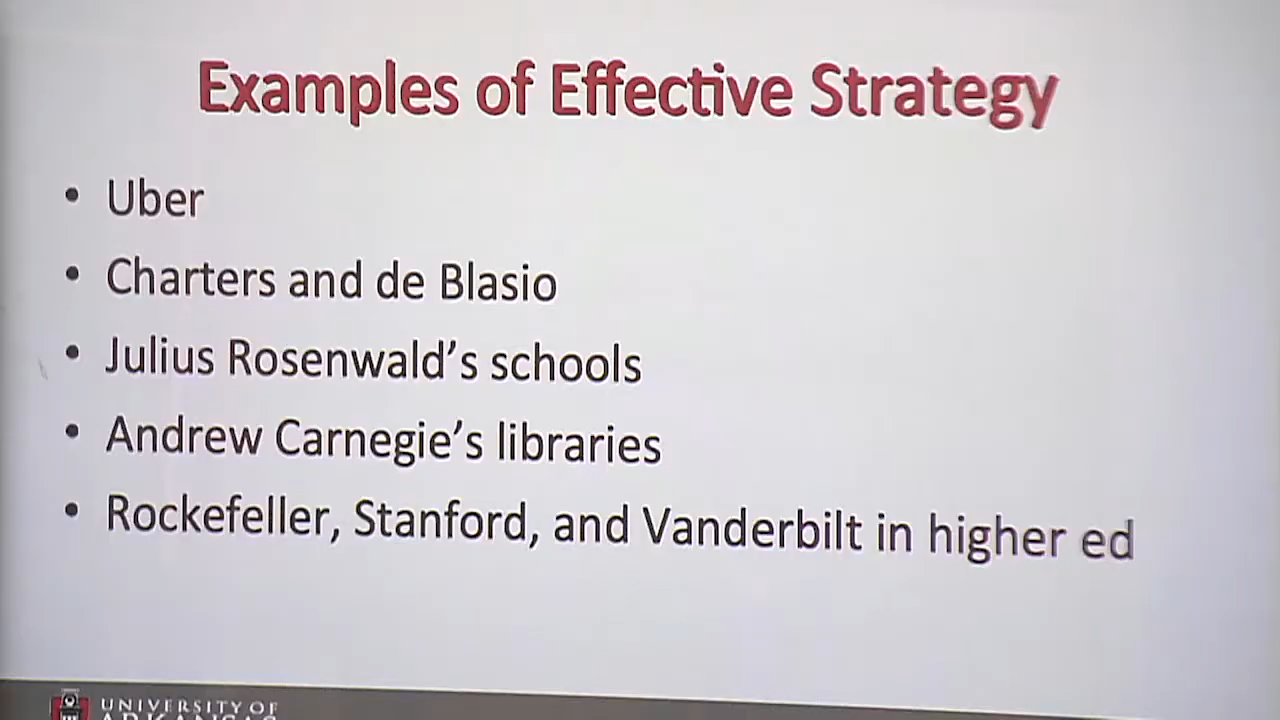 Examples of Effective Strategy
• Uber
• Charters and de Blasio
• Julius Rosenwald’s schools
• Andrew Carnegie’s libraries
• Rockefeller, Stanford, and Vanderbilt in higher ed
UNIVERSITY OF
ARKANSAS